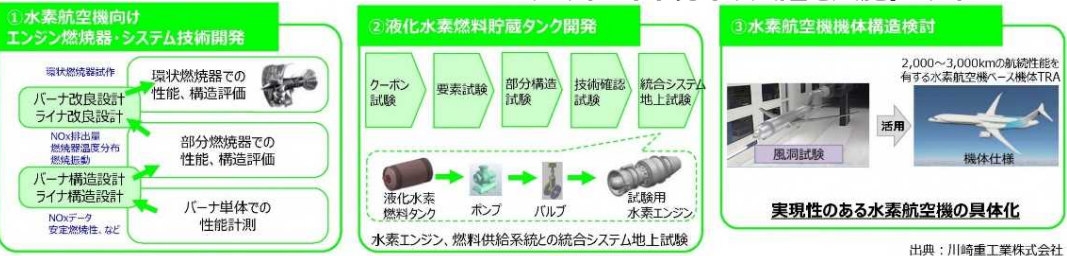 ①水素航空機向け
エンジン燃焼器・システム技術開発
環状燃焼器試作
環状燃焼器での
性能、構造評価
バーナ改良設計
ライナ改良設計
NOx排出量
燃焼器温度分布
燃焼振動
部分燃焼器での
性能、構造評価
バーナ構造設計
ライナ構造設計
NOxデータ
安定燃焼性、など
バーナ単体での
性能計測
②液化水素燃料貯蔵タンク開発
クーポン
試験
要素試験
部分構造
試験
技術確認
試験
統合システム
地上試験
液化水素
燃料タンク
ポンプ
バルブ
試験用
水素エンジン
水素エンジン、燃料供給系統との統合システム地上試験
③水素航空機機体構造検討
2,000~3,000kmの航続性能を
有する水素航空機ベース機体TRA
風洞試験
活用
機体仕様
実現性のある水素航空機の具体化
出典:川崎重工業株式会社